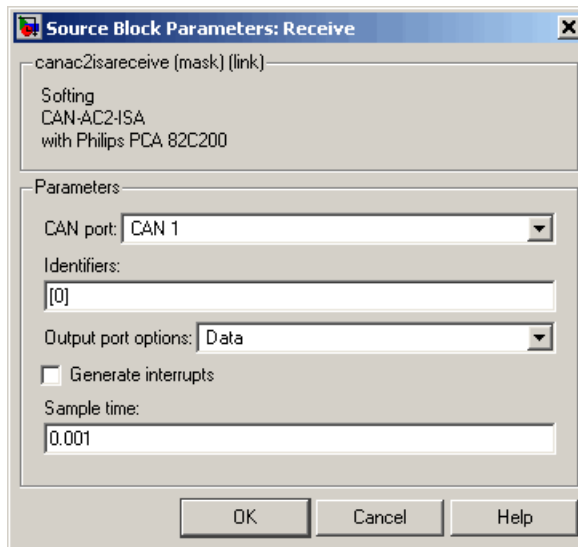 Source Block Parameters: Receive
canac2isareceive (mask) (link)
Softing
CAN-AC2-ISA
with Philips PCA 82C200
Parameters
CAN port: CAN 1
Identifiers:
[0]
Output port options: Data
Generate interrupts
Sample time:
0.001
OK Cancel Help